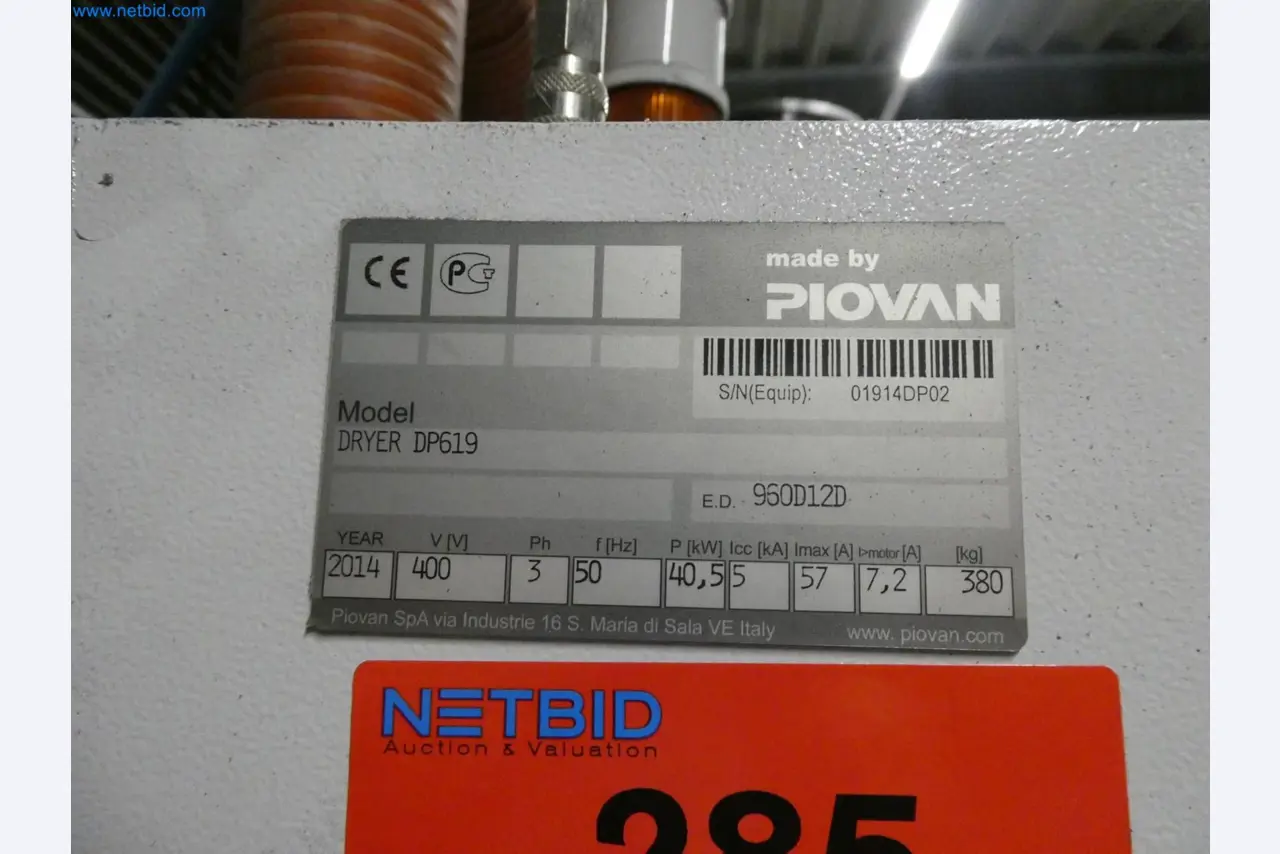 www.netbid.com
CE
made by
PIOVAN
S/N(Equip): 01914DP02
Model
DRYER DP619
E.D. 960D12D
YEAR V [V] Ph f [Hz] P [kW] Icc [kA] Imax [A] I>motor [A] [kg]
2014 400 3 50 40,5 5 57 7,2 380
Piovan SpA via Industrie 16 S. Maria di Sala VE Italy www. piovan.com
NETBID
Auction & Valuation
285